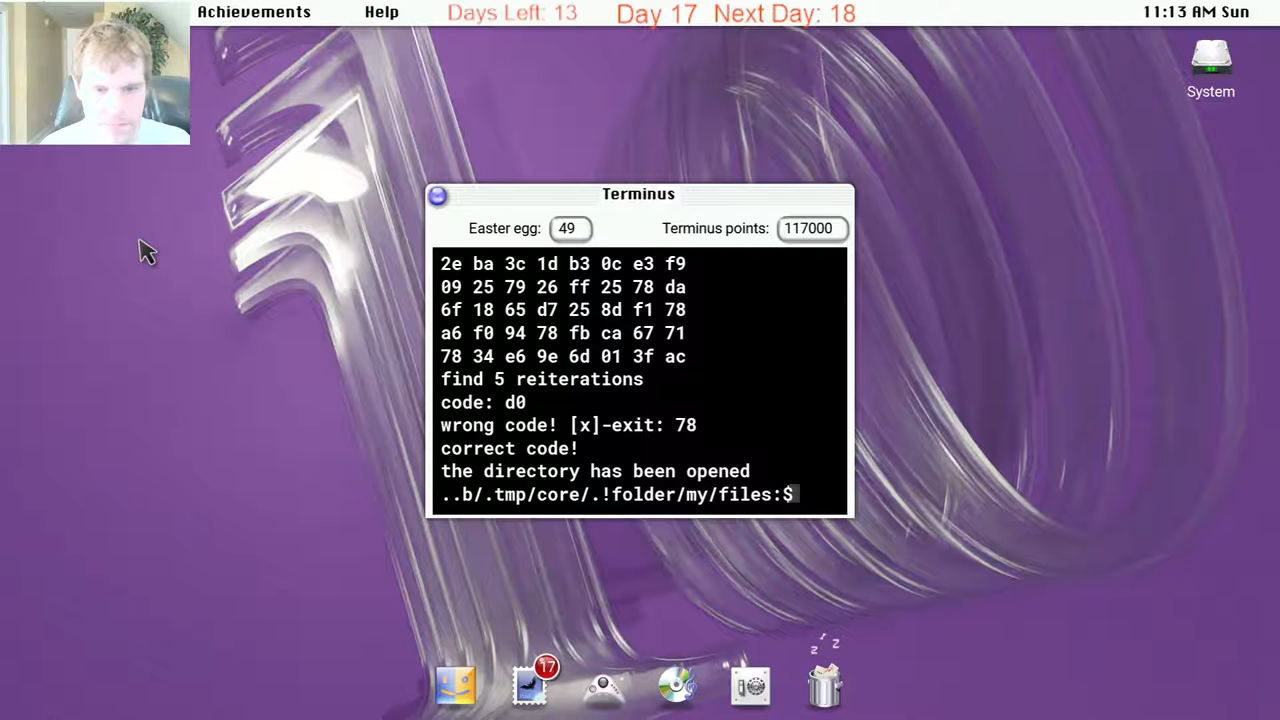 Achievements Help Days Left: 13 Day 17 Next Day: 18 11:13 AM Sun
System
Terminus
Easter egg: 49 Terminus points: 117000
2e ba 3c 1d b3 0c e3 f9
09 25 79 26 ff 25 78 da
6f 18 65 d7 25 8d f1 78
a6 f0 94 78 fb ca 67 71
78 34 e6 9e 6d 01 3f ac
find 5 reiterations
code: d0
wrong code! [x]-exit: 78
correct code!
the directory has been opened
..b/.tmp/core/.!folder/my/files:$
17
z z z